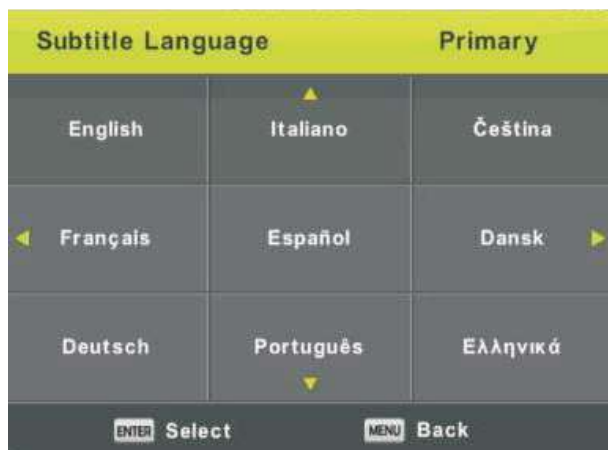 Subtitle Language Primary
English Italiano Čeština
Français Español Dansk
Deutsch Português Ελληνικά
ENTER Select MENU Back